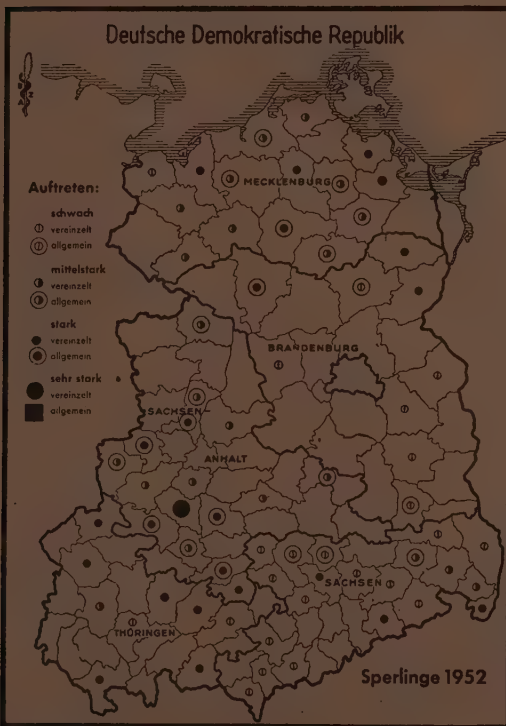 Deutsche Demokratische Republik
Auftreten:
schwach
vereinzelt
allgemein
mittelstark
vereinzelt
allgemein
stark
vereinzelt
allgemein
sehr stark
vereinzelt
allgemein
MECKLENBURG
BRANDENBURG
SACHSEN-
ANHALT
SACHSEN
THÜRINGEN
Sperlinge 1952